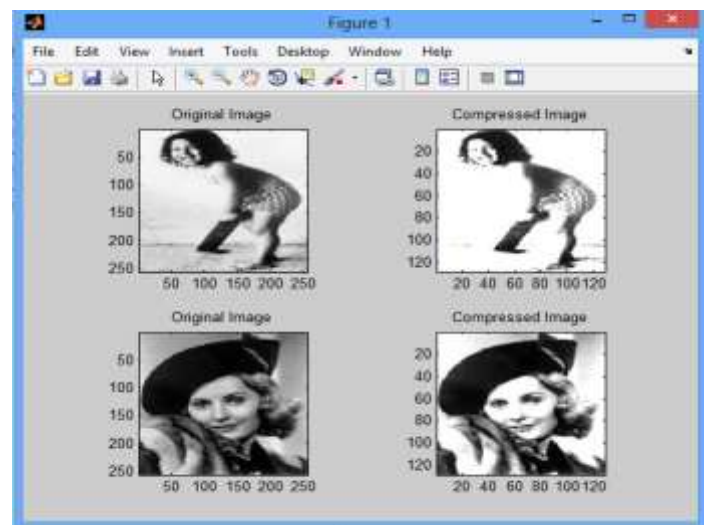 Figure 1
File Edit View Insert Tools Desktop Window Help
Original Image
50
100
150
200
250
50 100 150 200 250
Compressed Image
20
40
60
80
100
120
20 40 60 80 100 120
Original Image
50
100
150
200
250
50 100 150 200 250
Compressed Image
20
40
60
80
100
120
20 40 60 80 100 120